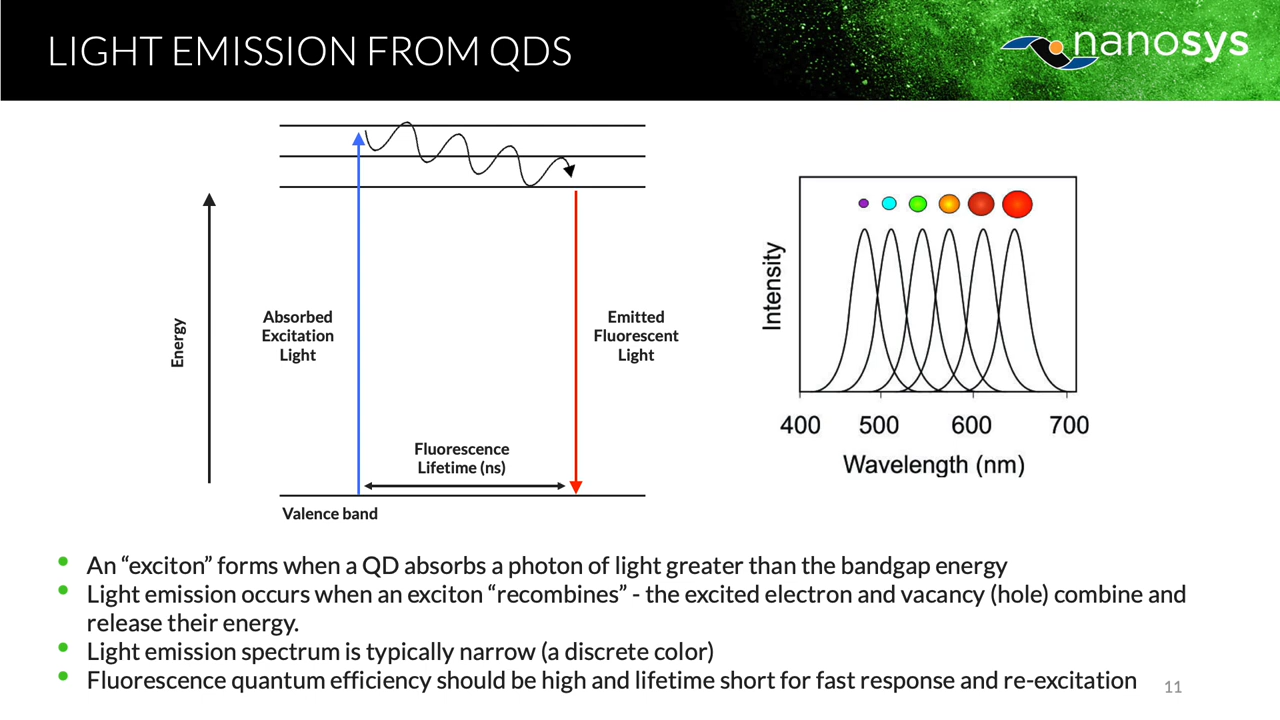 LIGHT EMISSION FROM QDS
nanosys
Energy
Absorbed
Excitation
Light
Emitted
Fluorescent
Light
Fluorescence
Lifetime (ns)
Valence band
Intensity
400 500 600 700
Wavelength (nm)
• An “exciton” forms when a QD absorbs a photon of light greater than the bandgap energy
• Light emission occurs when an exciton “recombines” - the excited electron and vacancy (hole) combine and
release their energy.
• Light emission spectrum is typically narrow (a discrete color)
• Fluorescence quantum efficiency should be high and lifetime short for fast response and re-excitation
11